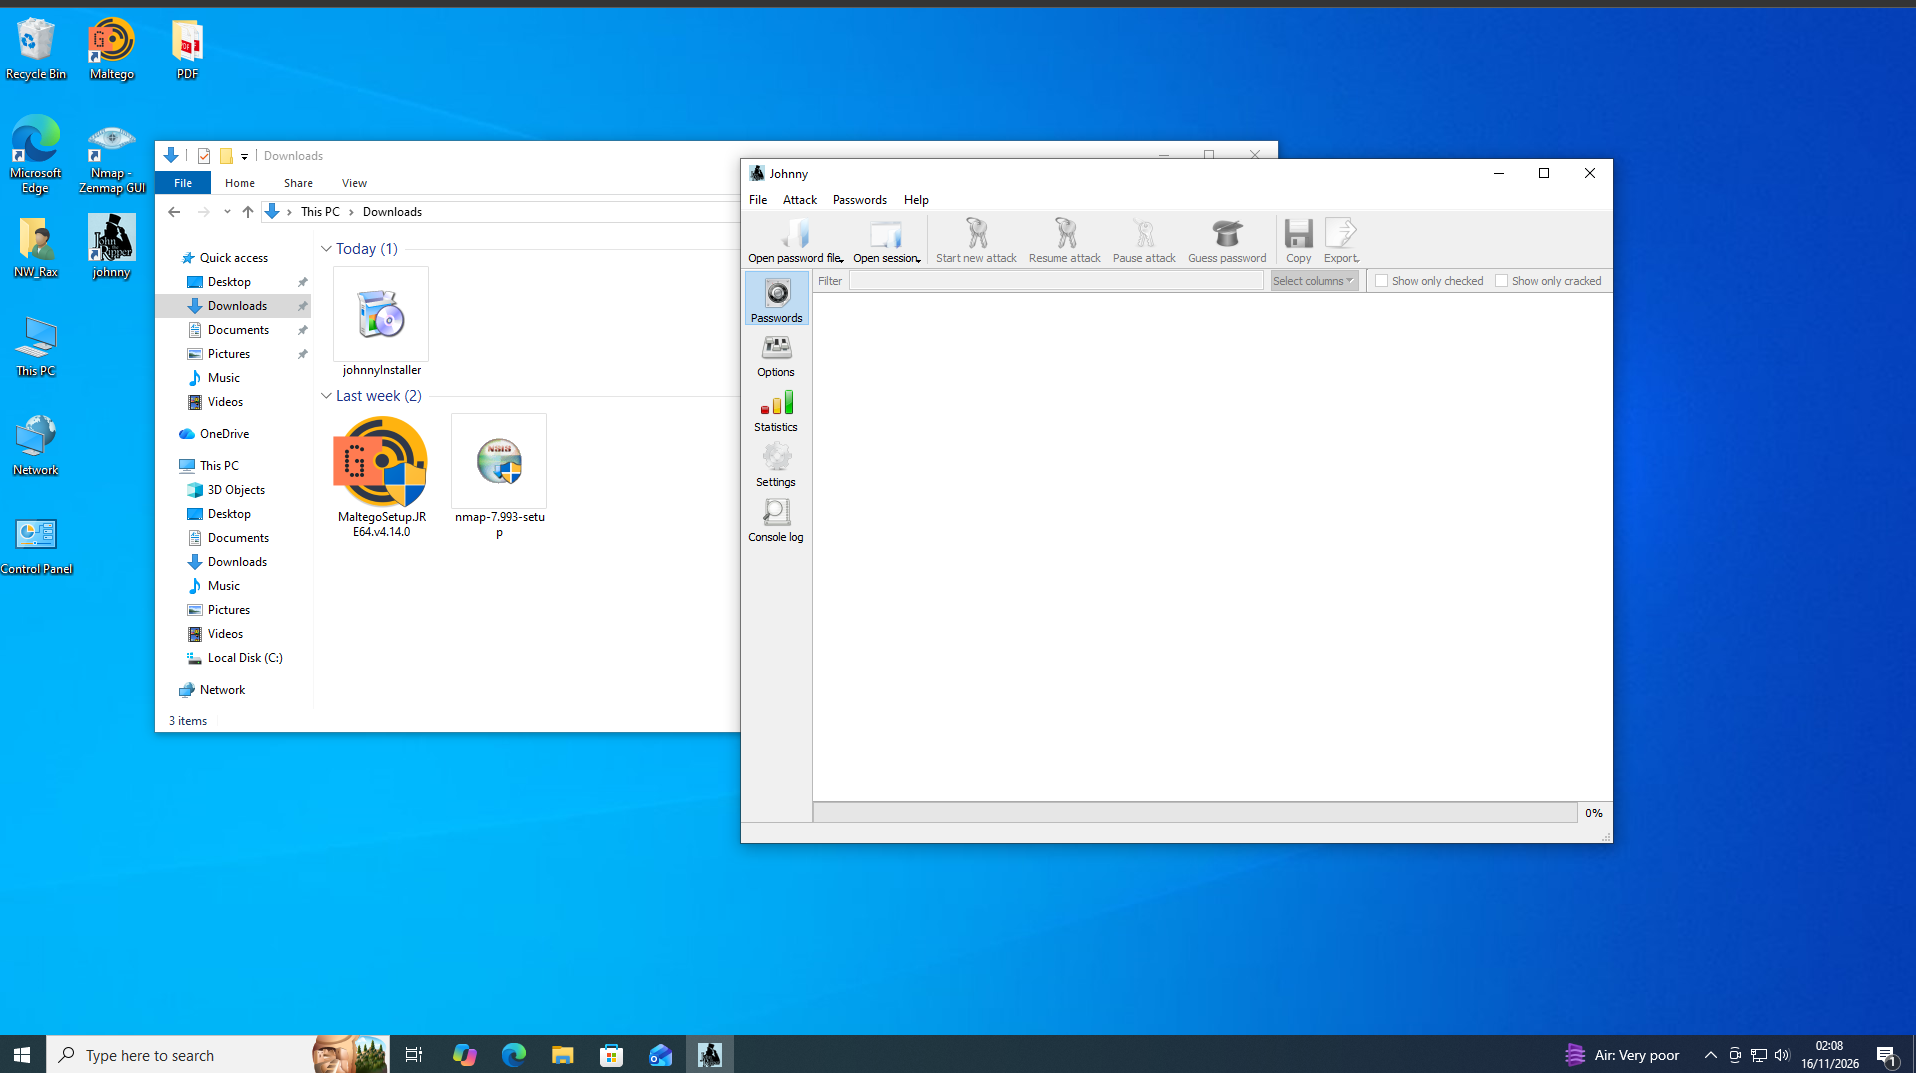 Recycle Bin
Maltego
PDF
Microsoft
Edge
Nmap -
Zenmap GUI
NW_Rax
johnny
This PC
Network
Control Panel
Downloads
File
Home
Share
View
This PC
Downloads
Quick access
Desktop
Downloads
Documents
Pictures
Music
Videos
OneDrive
This PC
3D Objects
Desktop
Documents
Downloads
Music
Pictures
Videos
Local Disk (C:)
Network
3 items
Today (1)
johnnyInstaller
Last week (2)
MaltegoSetup.JR
E64.v4.14.0
nmap-7.993-setu
p
Johnny
File
Attack
Passwords
Help
Open password file
Open session
Start new attack
Resume attack
Pause attack
Guess password
Copy
Export
Filter
Select columns
Show only checked
Show only cracked
Passwords
Options
Statistics
Settings
Console log
0%
Type here to search
Air: Very poor
02:08
16/11/2026
1